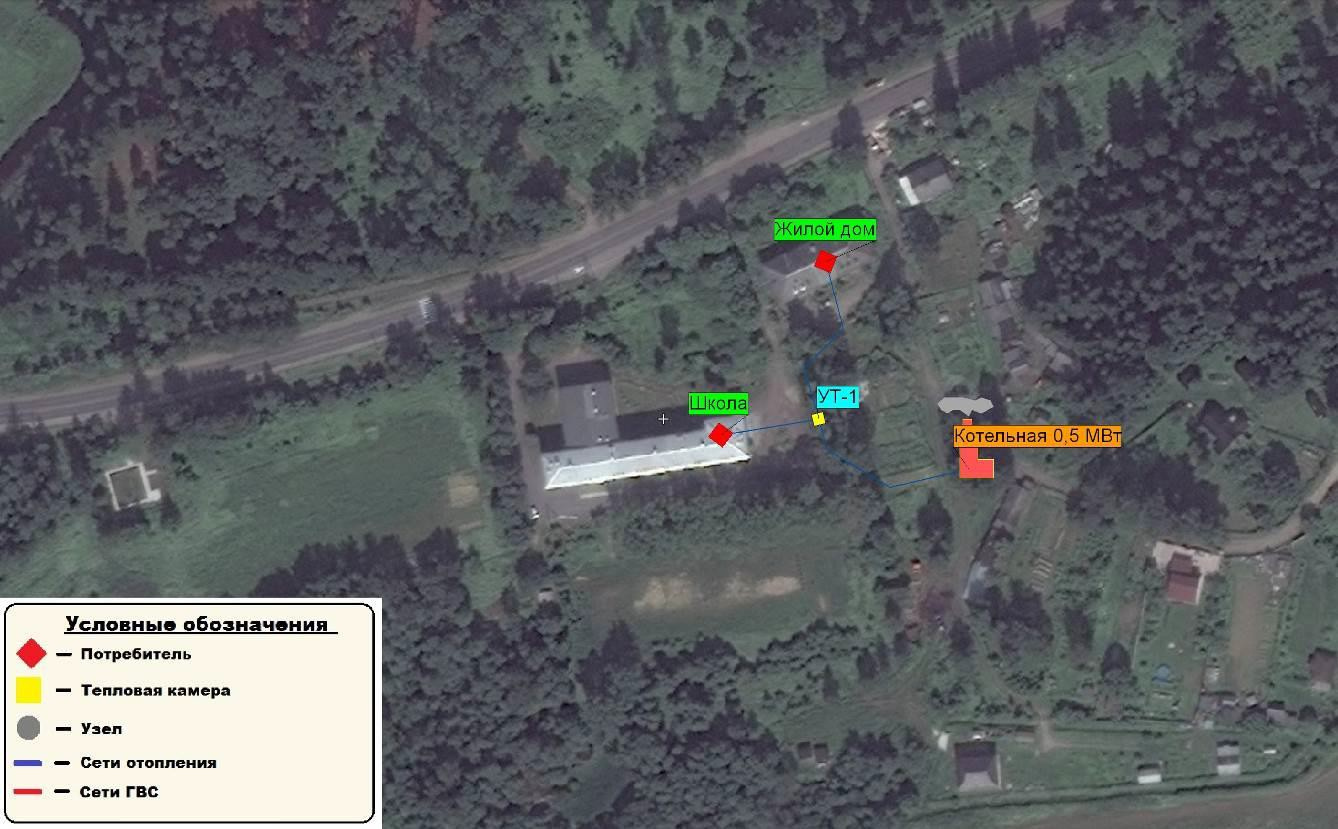 Жилой дом
Школа
УТ-1
Котельная 0,5 МВт
Условные обозначения
– Потребитель
– Тепловая камера
– Узел
– Сети отопления
– Сети ГВС